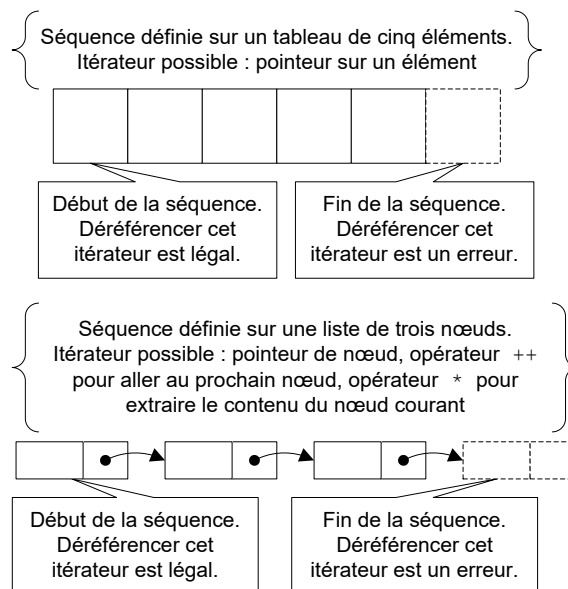 Séquence définie sur un tableau de cinq éléments.
Itérateur possible : pointeur sur un élément
Début de la séquence.
Déréférencer cet
itérateur est légal.
Fin de la séquence.
Déréférencer cet
itérateur est un erreur.
Séquence définie sur une liste de trois nœuds.
Itérateur possible : pointeur de nœud, opérateur ++
pour aller au prochain nœud, opérateur * pour
extraire le contenu du nœud courant
Début de la séquence.
Déréférencer cet
itérateur est légal.
Fin de la séquence.
Déréférencer cet
itérateur est un erreur.